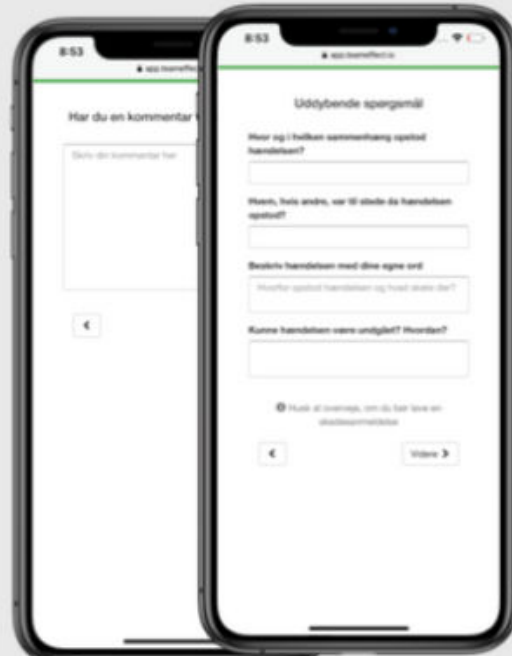 8:53
Har du en kommentar
Skriv din kommentar her
8:53
Uddybende spørgsmål
Hvor og i hvilken sammenhæng opstod
hændelsen?
Hvem, hvis andre, var til stede da hændelsen
opstod?
Beskriv hændelsen med dine egne ord
Hvorfor opstod hændelsen og hvad skete der?
Kunne hændelsen være undgået? Hvordan?
Husk at overveje, om du bør lave en
skadesanmeldelse
Videre